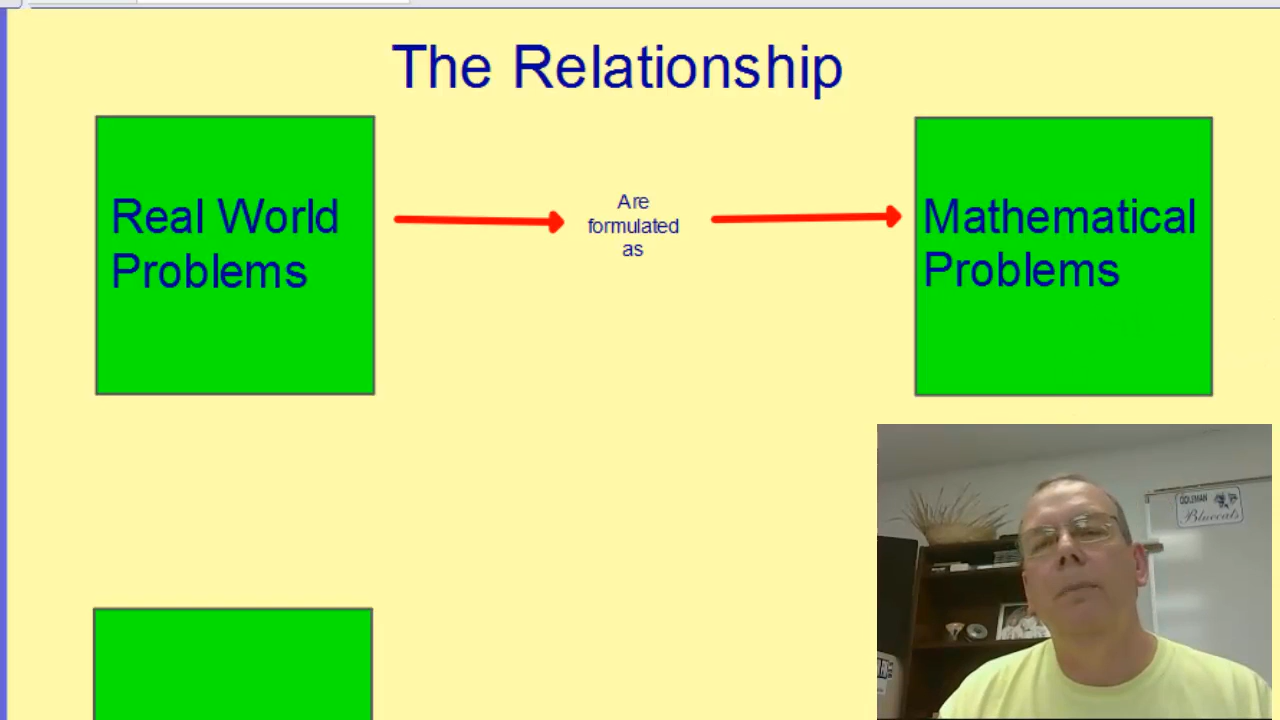 The Relationship
Real World
Problems
Are
formulated
as
Mathematical
Problems
COLEMAN
Bluecats